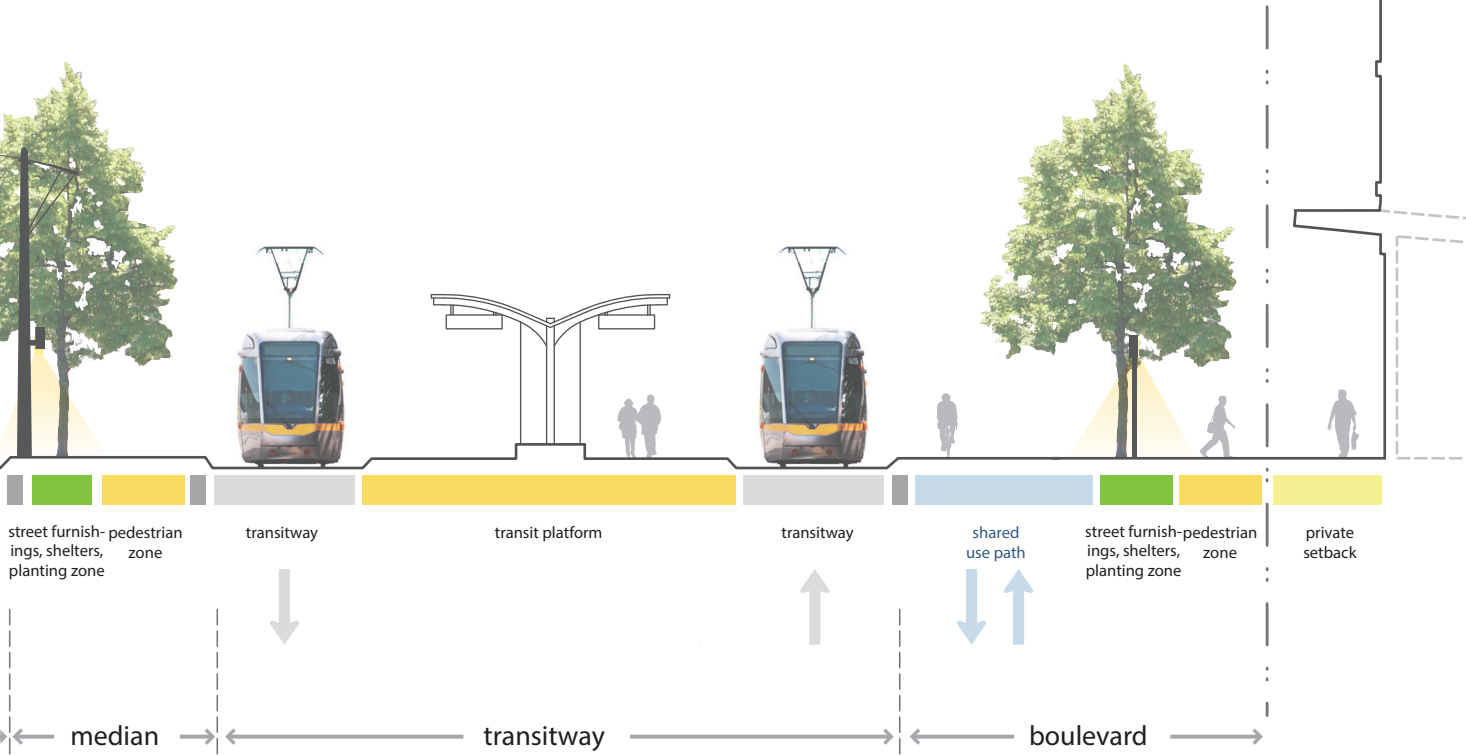 street furnish-
ings, shelters,
planting zone
pedestrian
zone
transitway
transit platform
transitway
shared
use path
street furnish-
ings, shelters,
planting zone
pedestrian
zone
private
setback
median
transitway
boulevard